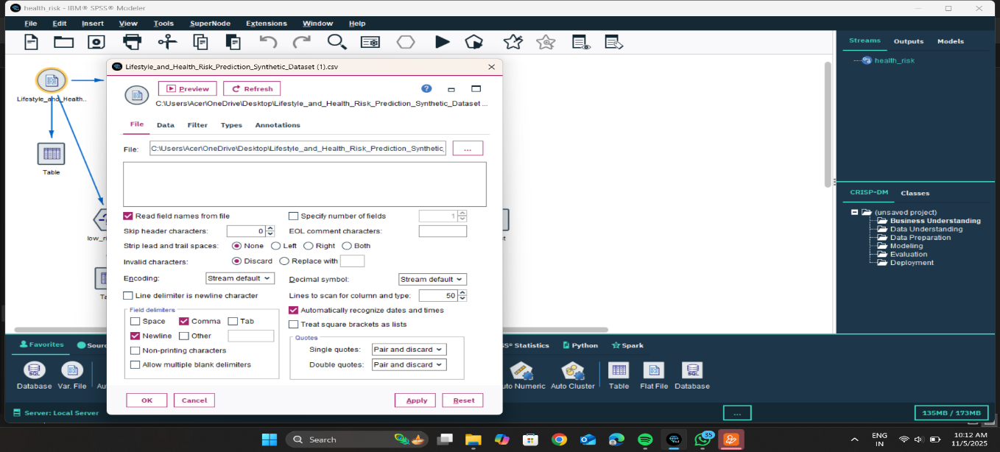 health_risk - IBM® SPSS® Modeler
File Edit Insert View Tools SuperNode Extensions Window Help
Streams Outputs Models
health_risk
Lifestyle_and_Health..
Table
low_
Lifestyle_and_Health_Risk_Prediction_Synthetic_Dataset (1).csv
Preview Refresh
?
C:\Users\Acer\OneDrive\Desktop\Lifestyle_and_Health_Risk_Prediction_Synthetic_Dataset ...
File Data Filter Types Annotations
File: C:\Users\Acer\OneDrive\Desktop\Lifestyle_and_Health_Risk_Prediction_Synthetic_ ...
Read field names from file Specify number of fields 1
Skip header characters: 0 EOL comment characters:
Strip lead and trail spaces: None Left Right Both
Invalid characters: Discard Replace with
Encoding: Stream default Decimal symbol: Stream default
Line delimiter is newline character Lines to scan for column and type: 50
Field delimiters
Space Comma Tab
Newline Other
Non-printing characters
Allow multiple blank delimiters
Automatically recognize dates and times
Treat square brackets as lists
Quotes
Single quotes: Pair and discard
Double quotes: Pair and discard
OK Cancel Apply Reset
CRISP-DM Classes
(unsaved project)
Business Understanding
Data Understanding
Data Preparation
Modeling
Evaluation
Deployment
Favorites Sour
S® Statistics Python Spark
Database Var. File Au
uto Numeric Auto Cluster Table Flat File Database
Server: Local Server ... 135MB / 173MB
Search
35
ENG
IN
10:12 AM
11/5/2025